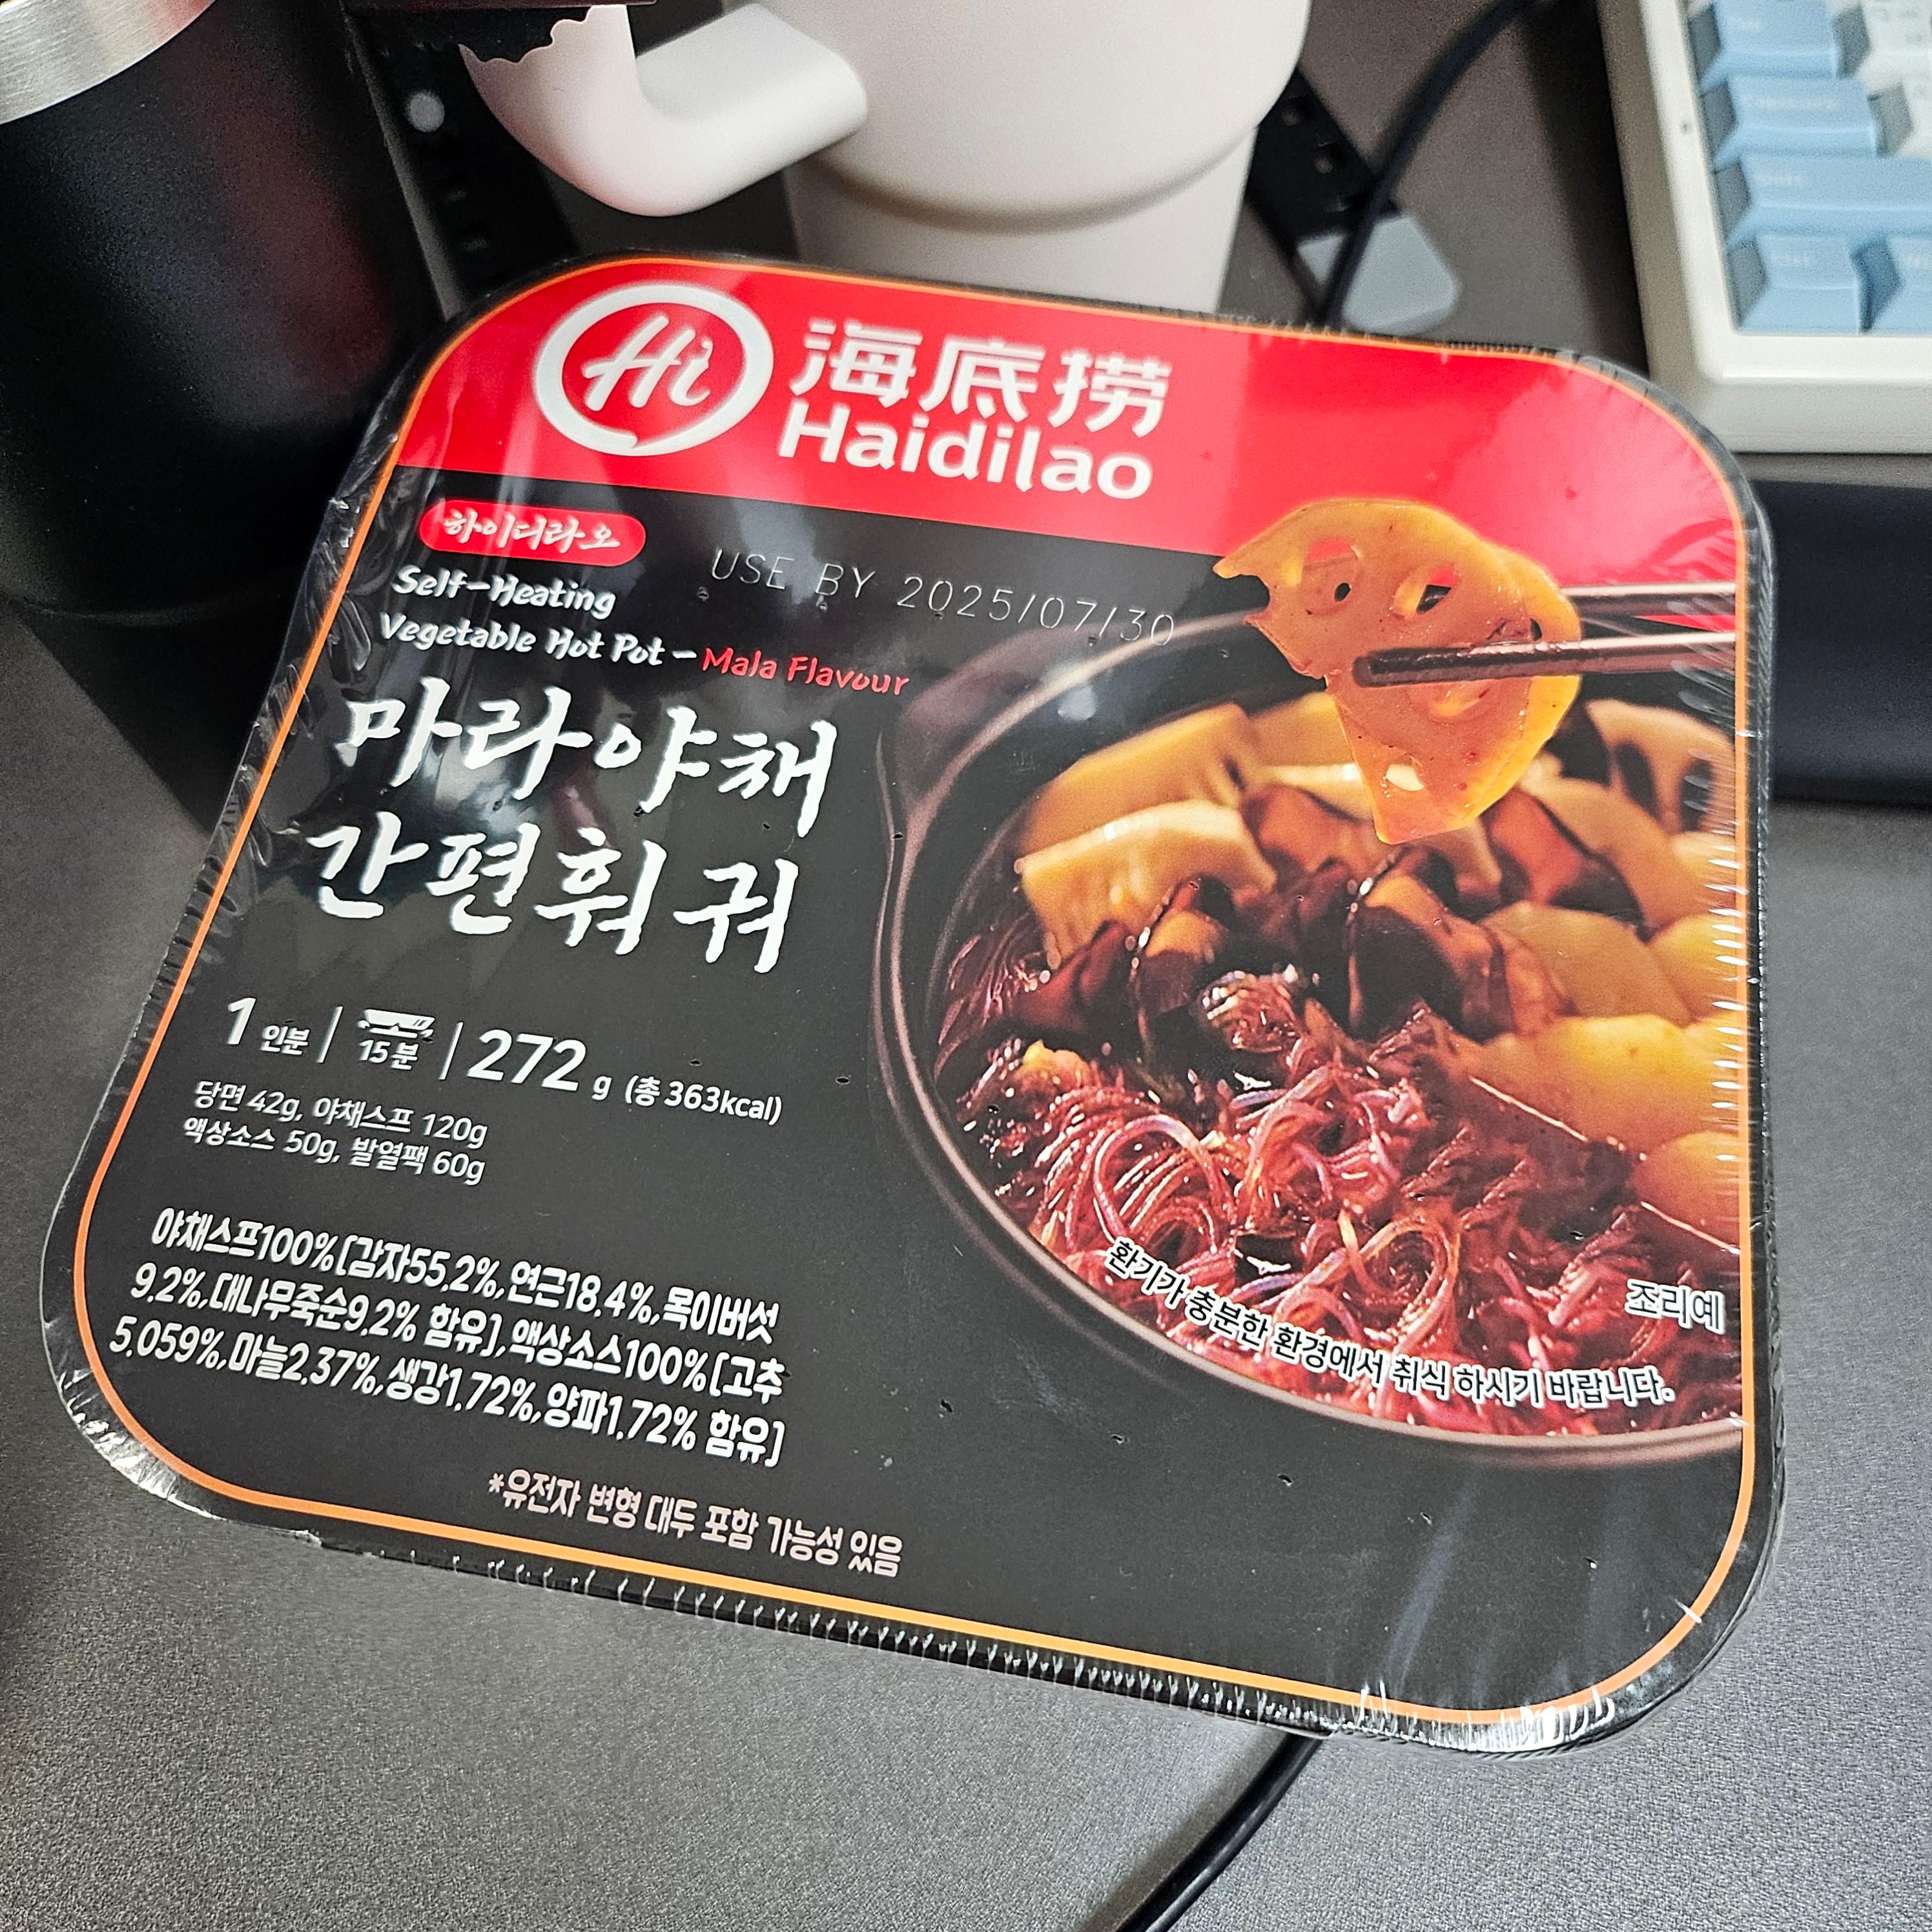 Hi 海底捞
Haidilao
하이디라오
USE BY 2025/07/30
Self-Heating
Vegetable Hot Pot - Mala Flavour
마라야채
간편훠궈
1 인분 | 15분 | 272 g (총 363kcal)
당면 42g, 야채스프 120g
액상소스 50g, 발열팩 60g
야채스프100%[감자55.2%,연근18.4%,목이버섯
9.2%,대나무죽순9.2% 함유],액상소스100%[고추
5.059%,마늘2.37%,생강1.72%,양파1.72% 함유]
*유전자 변형 대두 포함 가능성 있음
조리예
환기가 충분한 환경에서 취식 하시기 바랍니다.